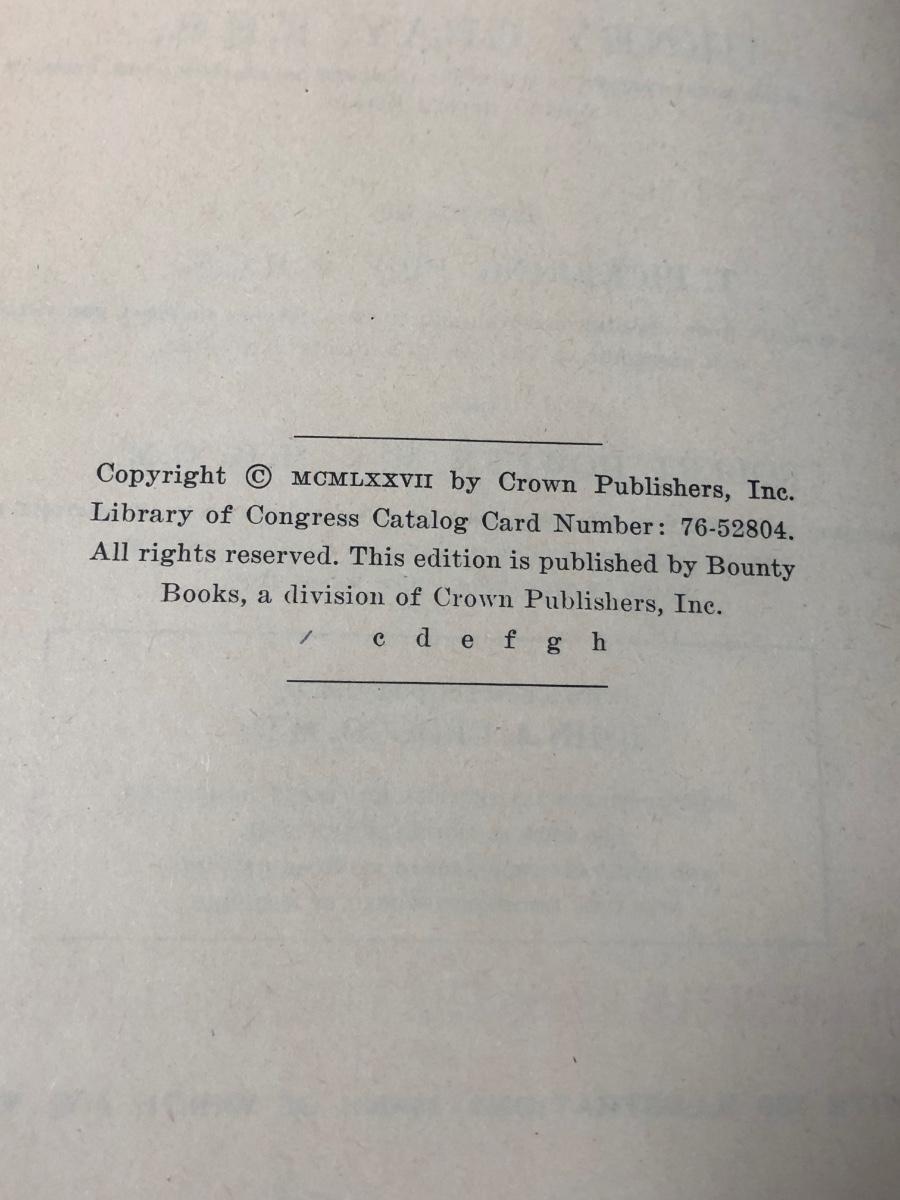 Copyright © MCMLXXVII by Crown Publishers, Inc.
Library of Congress Catalog Card Number: 76-52804.
All rights reserved. This edition is published by Bounty
Books, a division of Crown Publishers, Inc.
/ c d e f g h